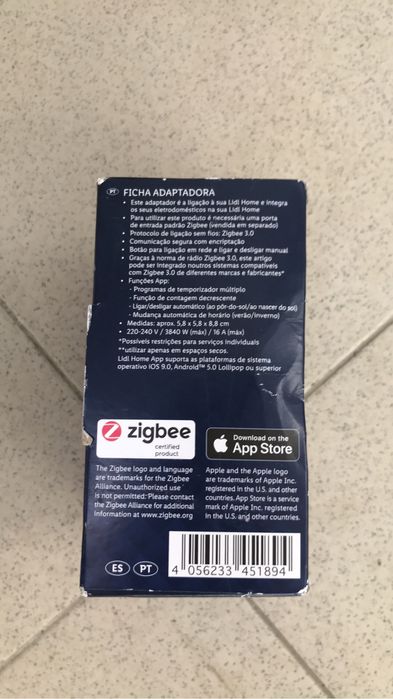 PT FICHA ADAPTADORA
• Este adaptador é a ligação à sua Lidl Home e integra
os seus eletrodomésticos na sua Lidl Home
• Para utilizar este produto é necessária uma porta
de entrada padrão Zigbee (vendida em separado)
• Protocolo de ligação sem fios: Zigbee 3.0
• Comunicação segura com encriptação
• Botão para ligação em rede e ligar e desligar manual
• Graças à norma de rádio Zigbee 3.0, este artigo
pode ser integrado noutros sistemas compatíveis
com Zigbee 3.0 de diferentes marcas e fabricantes*
• Funções App:
- Programas de temporizador múltiplo
- Função de contagem decrescente
- Ligar/desligar automático (ao pôr-do-sol/ao nascer do sol)
- Mudança automática de horário (verão/inverno)
• Medidas: aprox. 5,8 x 5,8 x 8,8 cm
• 220-240 V / 3840 W (máx) / 16 A (máx)
*Possíveis restrições para serviços individuais
**utilizar apenas em espaços secos.
Lidl Home App suporta as plataformas de sistema
operativo iOS 9.0, Android™ 5.0 Lollipop ou superior
zigbee
certified
product
Download on the
App Store
The Zigbee logo and language
are trademarks for the Zigbee
Alliance. Unauthorized use
is not permitted. Please contact
the Zigbee Alliance for additional
information at www.zigbee.org
Apple and the Apple logo
are trademarks of Apple Inc.
registered in the U.S. and other
countries. App Store is a service
mark of Apple Inc. registered
in the U.S. and other countries.
ES PT
4 056233 451894